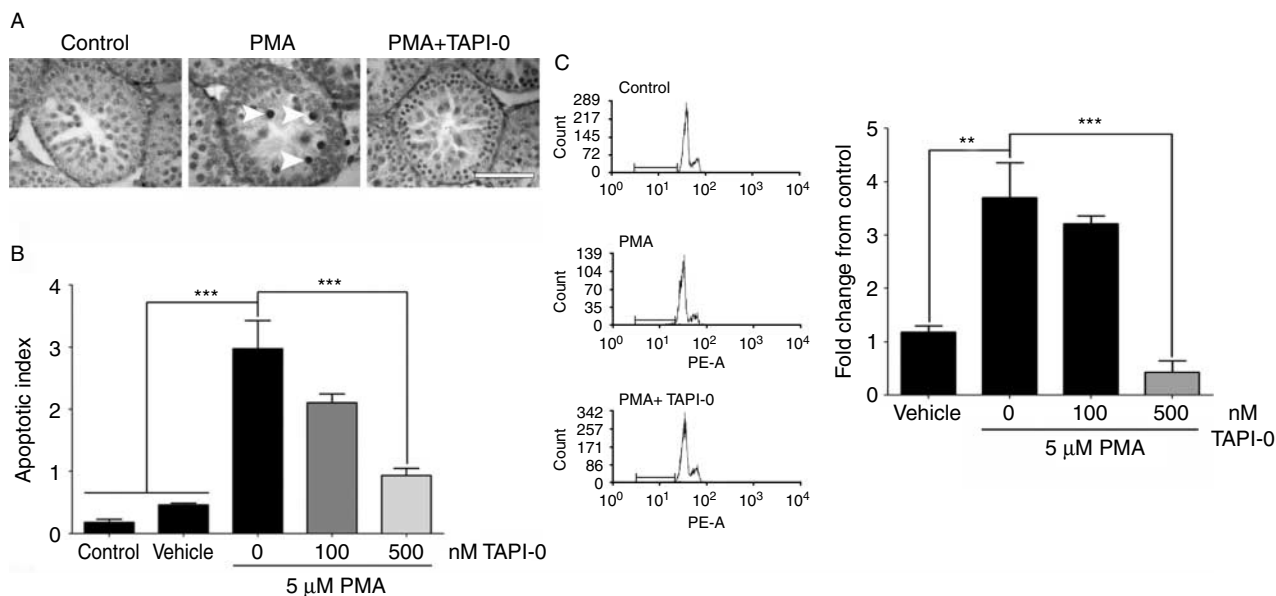 A
Control PMA PMA+TAPI-0
B
Apoptotic index
4
3
2
1
0
***
***
Control Vehicle 0 100 500 nM TAPI-0
5 μM PMA
C
Control
Count
289
217
145
72
0
10⁰ 10¹ 10² 10³ 10⁴
PMA
Count
139
104
70
35
0
10⁰ 10¹ 10² 10³ 10⁴
PE-A
PMA+ TAPI-0
Count
342
257
171
86
0
10⁰ 10¹ 10² 10³ 10⁴
PE-A
Fold change from control
5
4
3
2
1
0
**
***
Vehicle 0 100 500 nM
TAPI-0
5 μM PMA